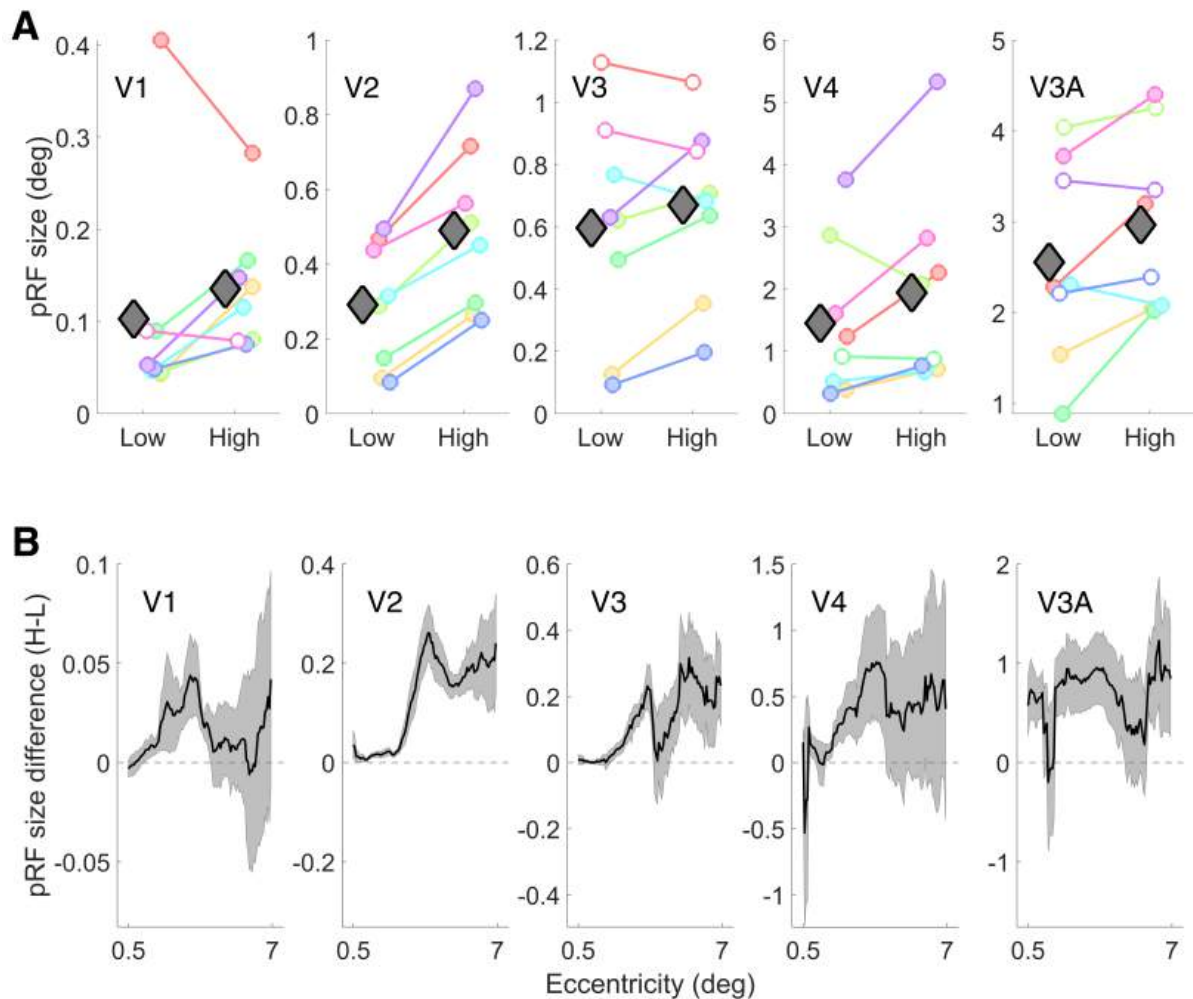 A
V1
V2
V3
V4
V3A
pRF size (deg)
0.4
0.3
0.2
0.1
0
1
0.8
0.6
0.4
0.2
0
1.2
1
0.8
0.6
0.4
0.2
0
6
5
4
3
2
1
0
5
4
3
2
1
Low High
Low High
Low High
Low High
Low High
B
V1
V2
V3
V4
V3A
pRF size difference (H-L)
0.1
0.05
0
-0.05
0.4
0.2
0
-0.2
0.6
0.4
0.2
0
-0.2
-0.4
1.5
1
0.5
0
-0.5
-1
2
1
0
-1
0.5 7
0.5 7
0.5 7
0.5 7
0.5 7
Eccentricity (deg)